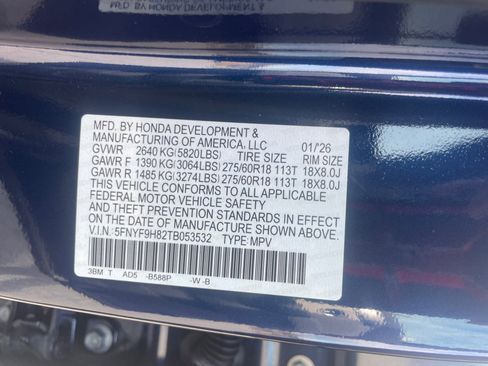 MFD. BY HONDA DEVELOPMENT &
MANUFACTURING OF AMERICA, LLC 01/'26
GVWR 2640 KG (5820LBS) TIRE SIZE RIM SIZE
GAWR F 1390 KG (3064LBS) 275/60R18 113T 18X8.0J
GAWR R 1485 KG (3274LBS) 275/60R18 113T 18X8.0J
THIS VEHICLE CONFORMS TO ALL APPLICABLE
FEDERAL MOTOR VEHICLE SAFETY
STANDARDS IN EFFECT
ON THE DATE OF MANUFACTURE SHOWN ABOVE.
V.I.N.: 5FNYF9H82TB053532 TYPE: MPV
3BM T AD5 -B588P -W -B